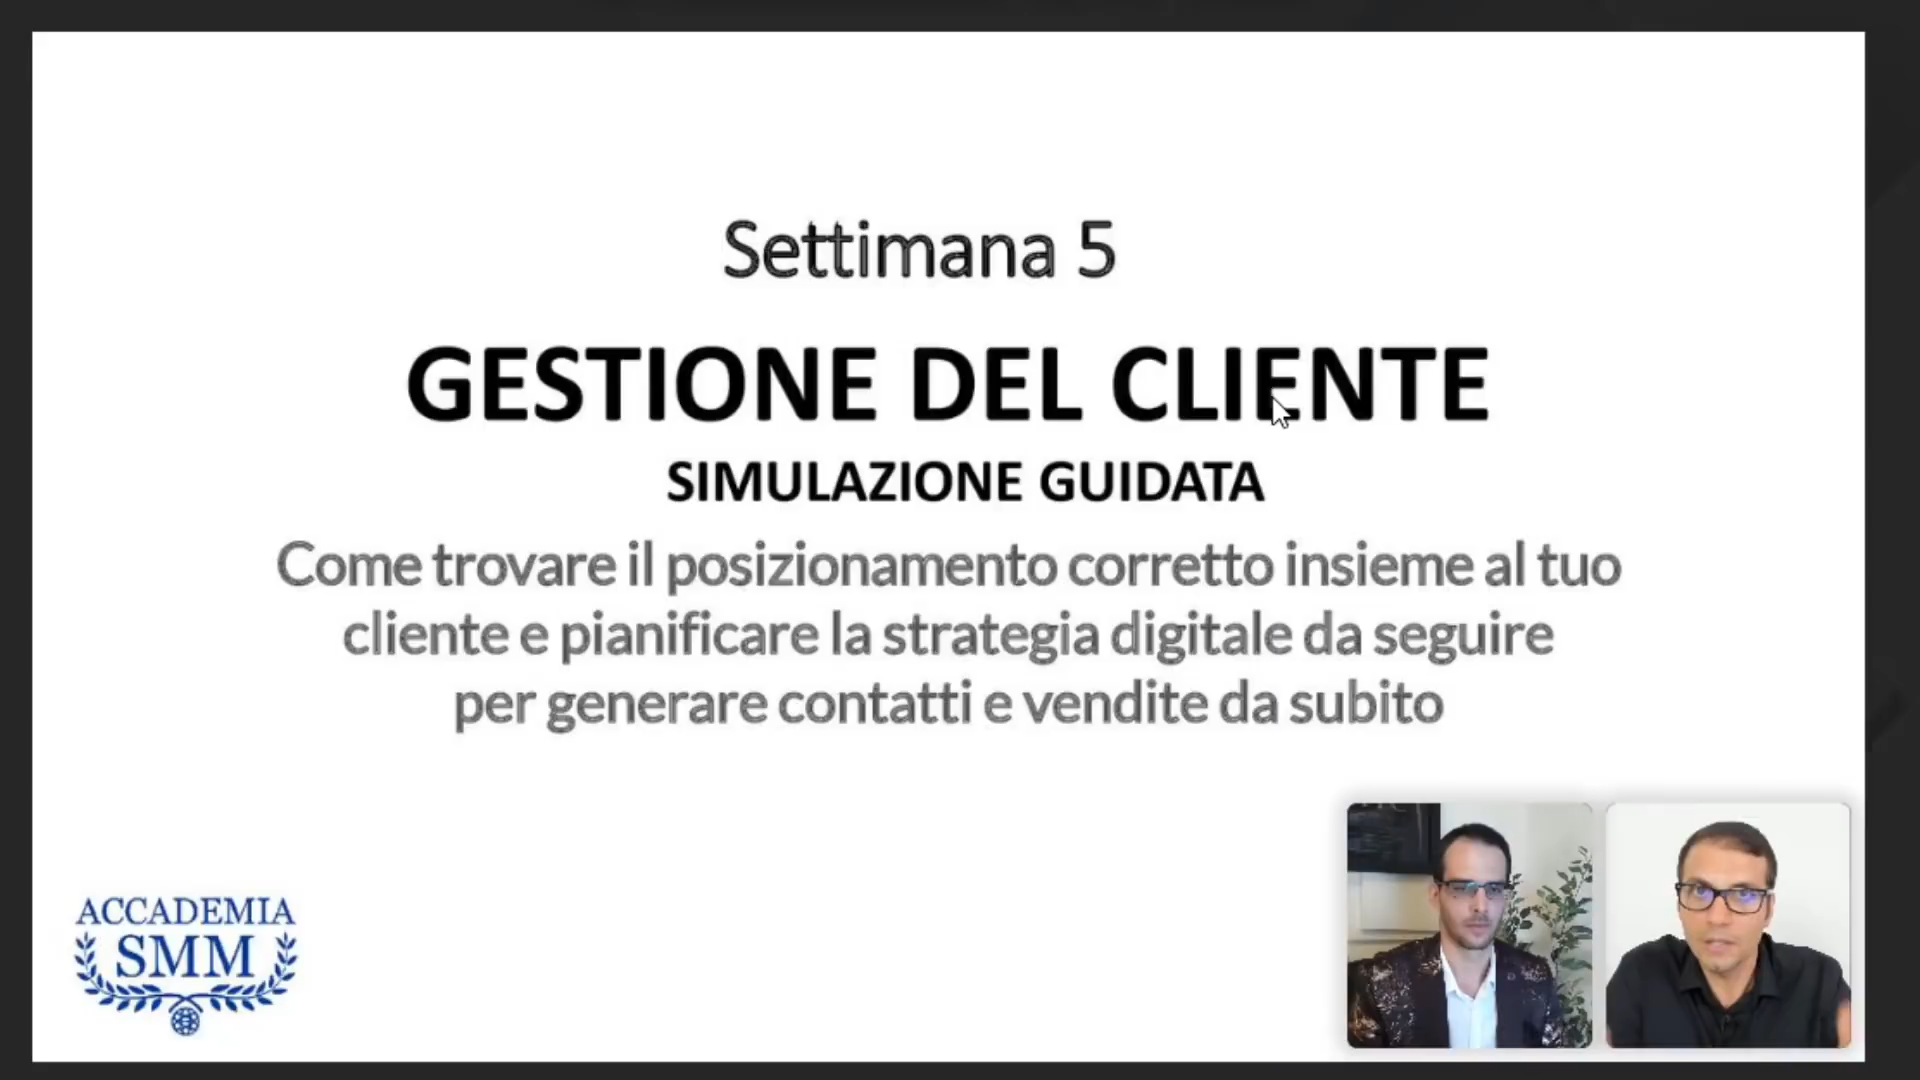 Settimana 5
GESTIONE DEL CLIENTE
SIMULAZIONE GUIDATA
Come trovare il posizionamento corretto insieme al tuo
cliente e pianificare la strategia digitale da seguire
per generare contatti e vendite da subito
ACCADEMIA
SMM